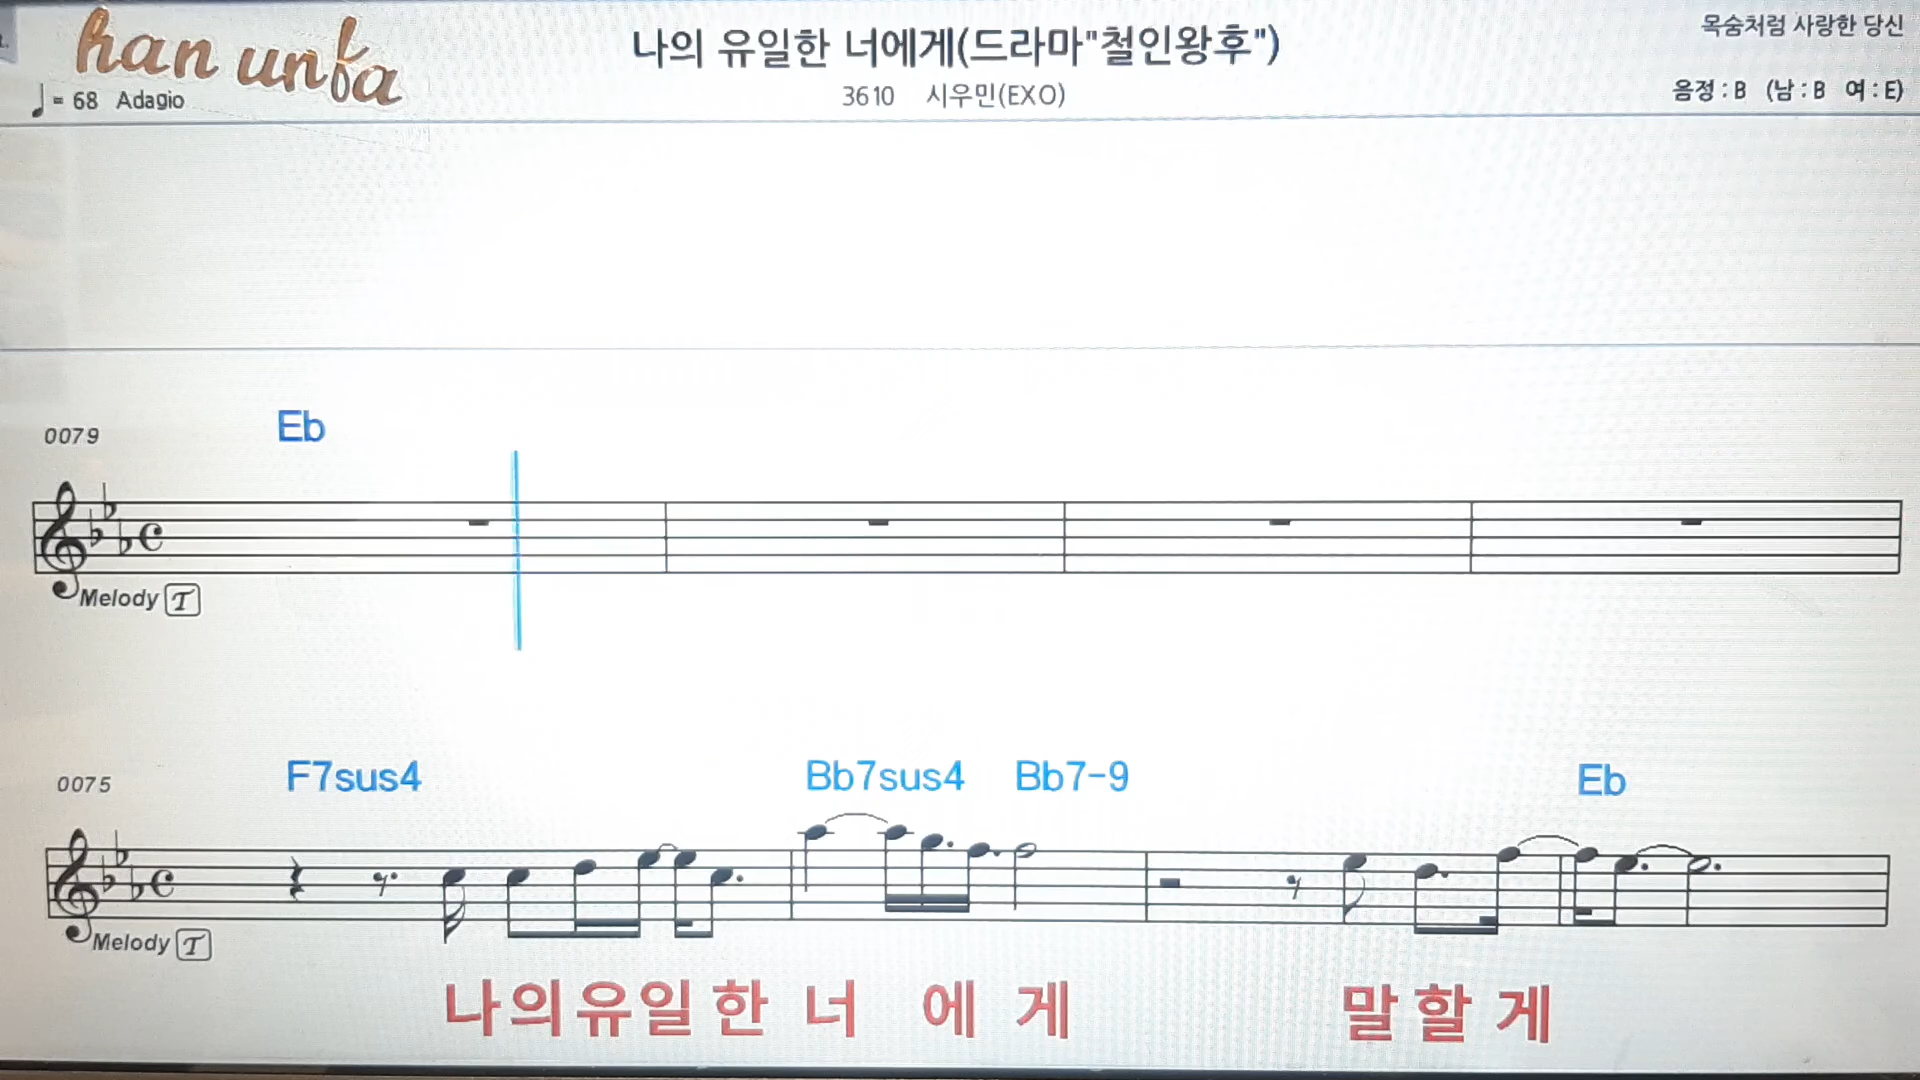 han unfa
나의 유일한 너에게(드라마"철인왕후")
목숨처럼 사랑한 당신
♩= 68 Adagio
3610 시우민(EXO)
음정 : B (남 : B 여 : E)
0079 Eb
Melody T
0075 F7sus4 Bb7sus4 Bb7-9 Eb
Melody T
나의유일한 너 에 게 말할 게